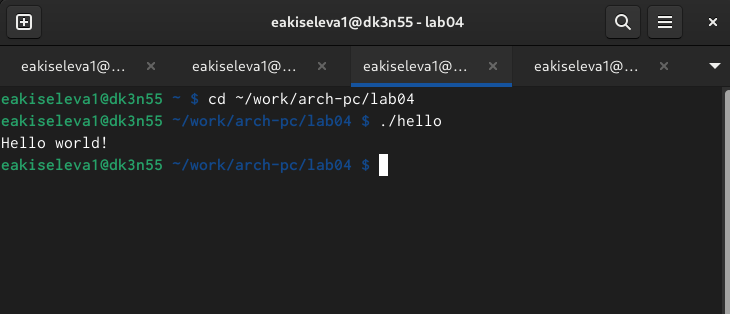 eakiseleva1@dk3n55 - lab04
eakiseleva1@d... eakiseleva1@d... eakiseleva1@d... eakiseleva1@d...
eakiseleva1@dk3n55 ~ $ cd ~/work/arch-pc/lab04
eakiseleva1@dk3n55 ~/work/arch-pc/lab04 $ ./hello
Hello world!
eakiseleva1@dk3n55 ~/work/arch-pc/lab04 $